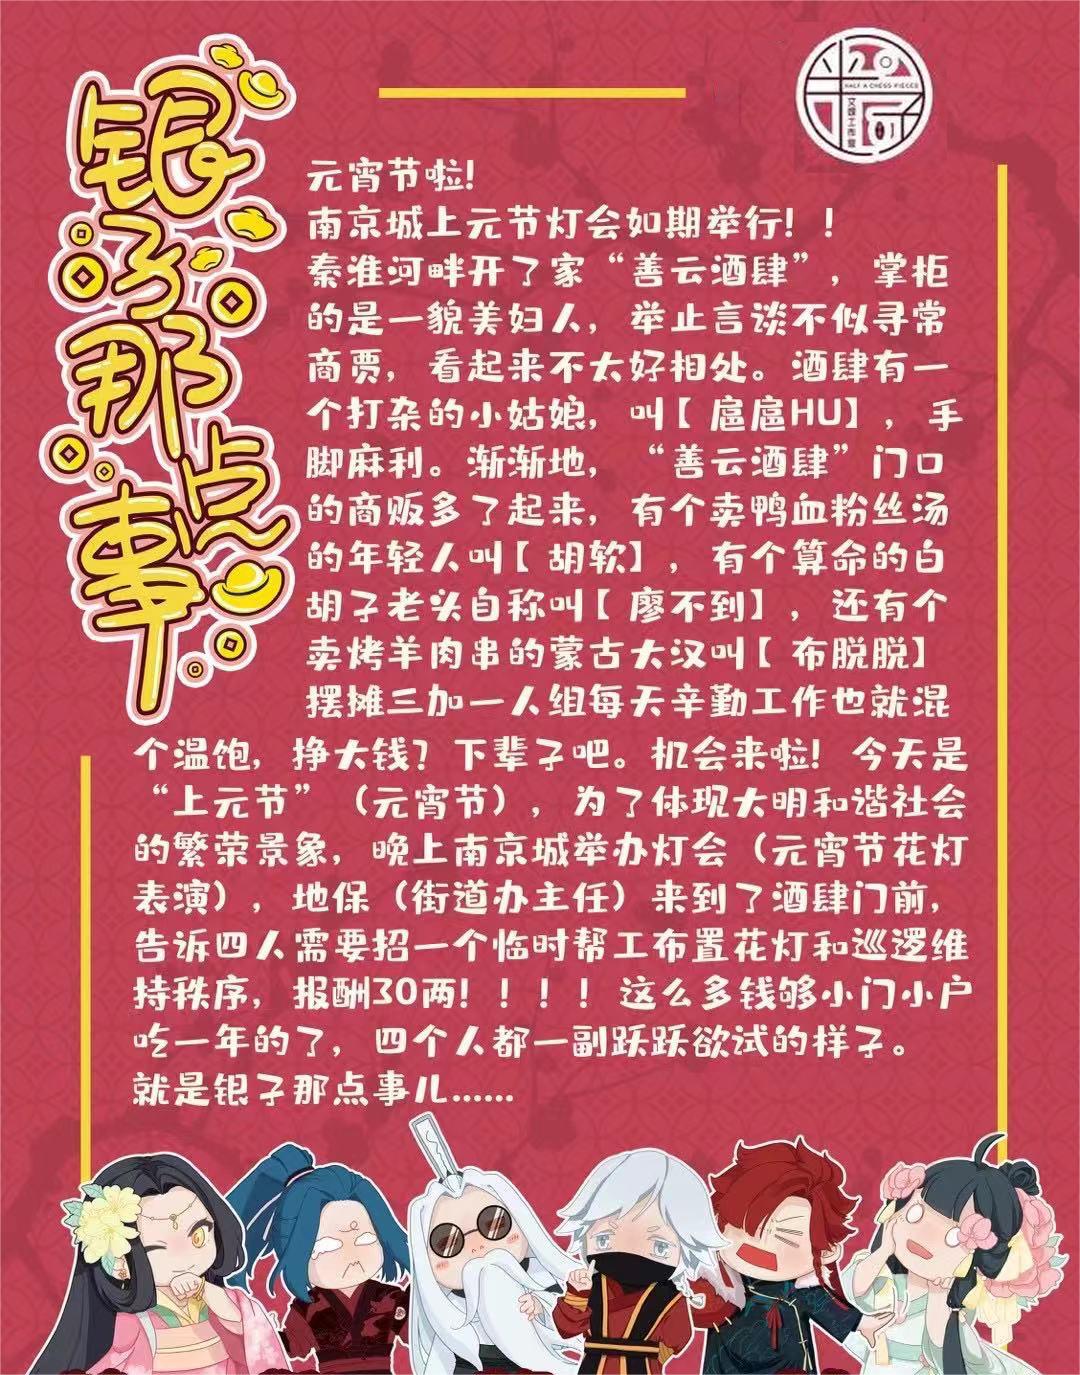 银子那点事
HALF A CHESS PIECES
文娱工作室
元宵节啦!
南京城上元节灯会如期举行! !
秦淮河畔开了家“善云酒肆”，掌柜
的是一貌美妇人，举止言谈不似寻常
商贾，看起来不太好相处。酒肆有一
个打杂的小姑娘，叫【扈扈HU】，手
脚麻利。渐渐地，“善云酒肆”门口
的商贩多了起来，有个卖鸭血粉丝汤
的年轻人叫【胡软】，有个算命的白
胡子老头自称叫【廖不到】，还有个
卖烤羊肉串的蒙古大汉叫【布脱脱】
摆摊三加一人组每天辛勤工作也就混
个温饱，挣大钱？下辈子吧。机会来啦! 今天是
“上元节”（元宵节），为了体现大明和谐社会
的繁荣景象，晚上南京城举办灯会（元宵节花灯
表演），地保（街道办主任）来到了酒肆门前，
告诉四人需要招一个临时帮工布置花灯和巡逻维
持秩序，报酬30两! ! ! ! 这么多钱够小门小户
吃一年的了，四个人都一副跃跃欲试的样子。
就是银子那点事儿......